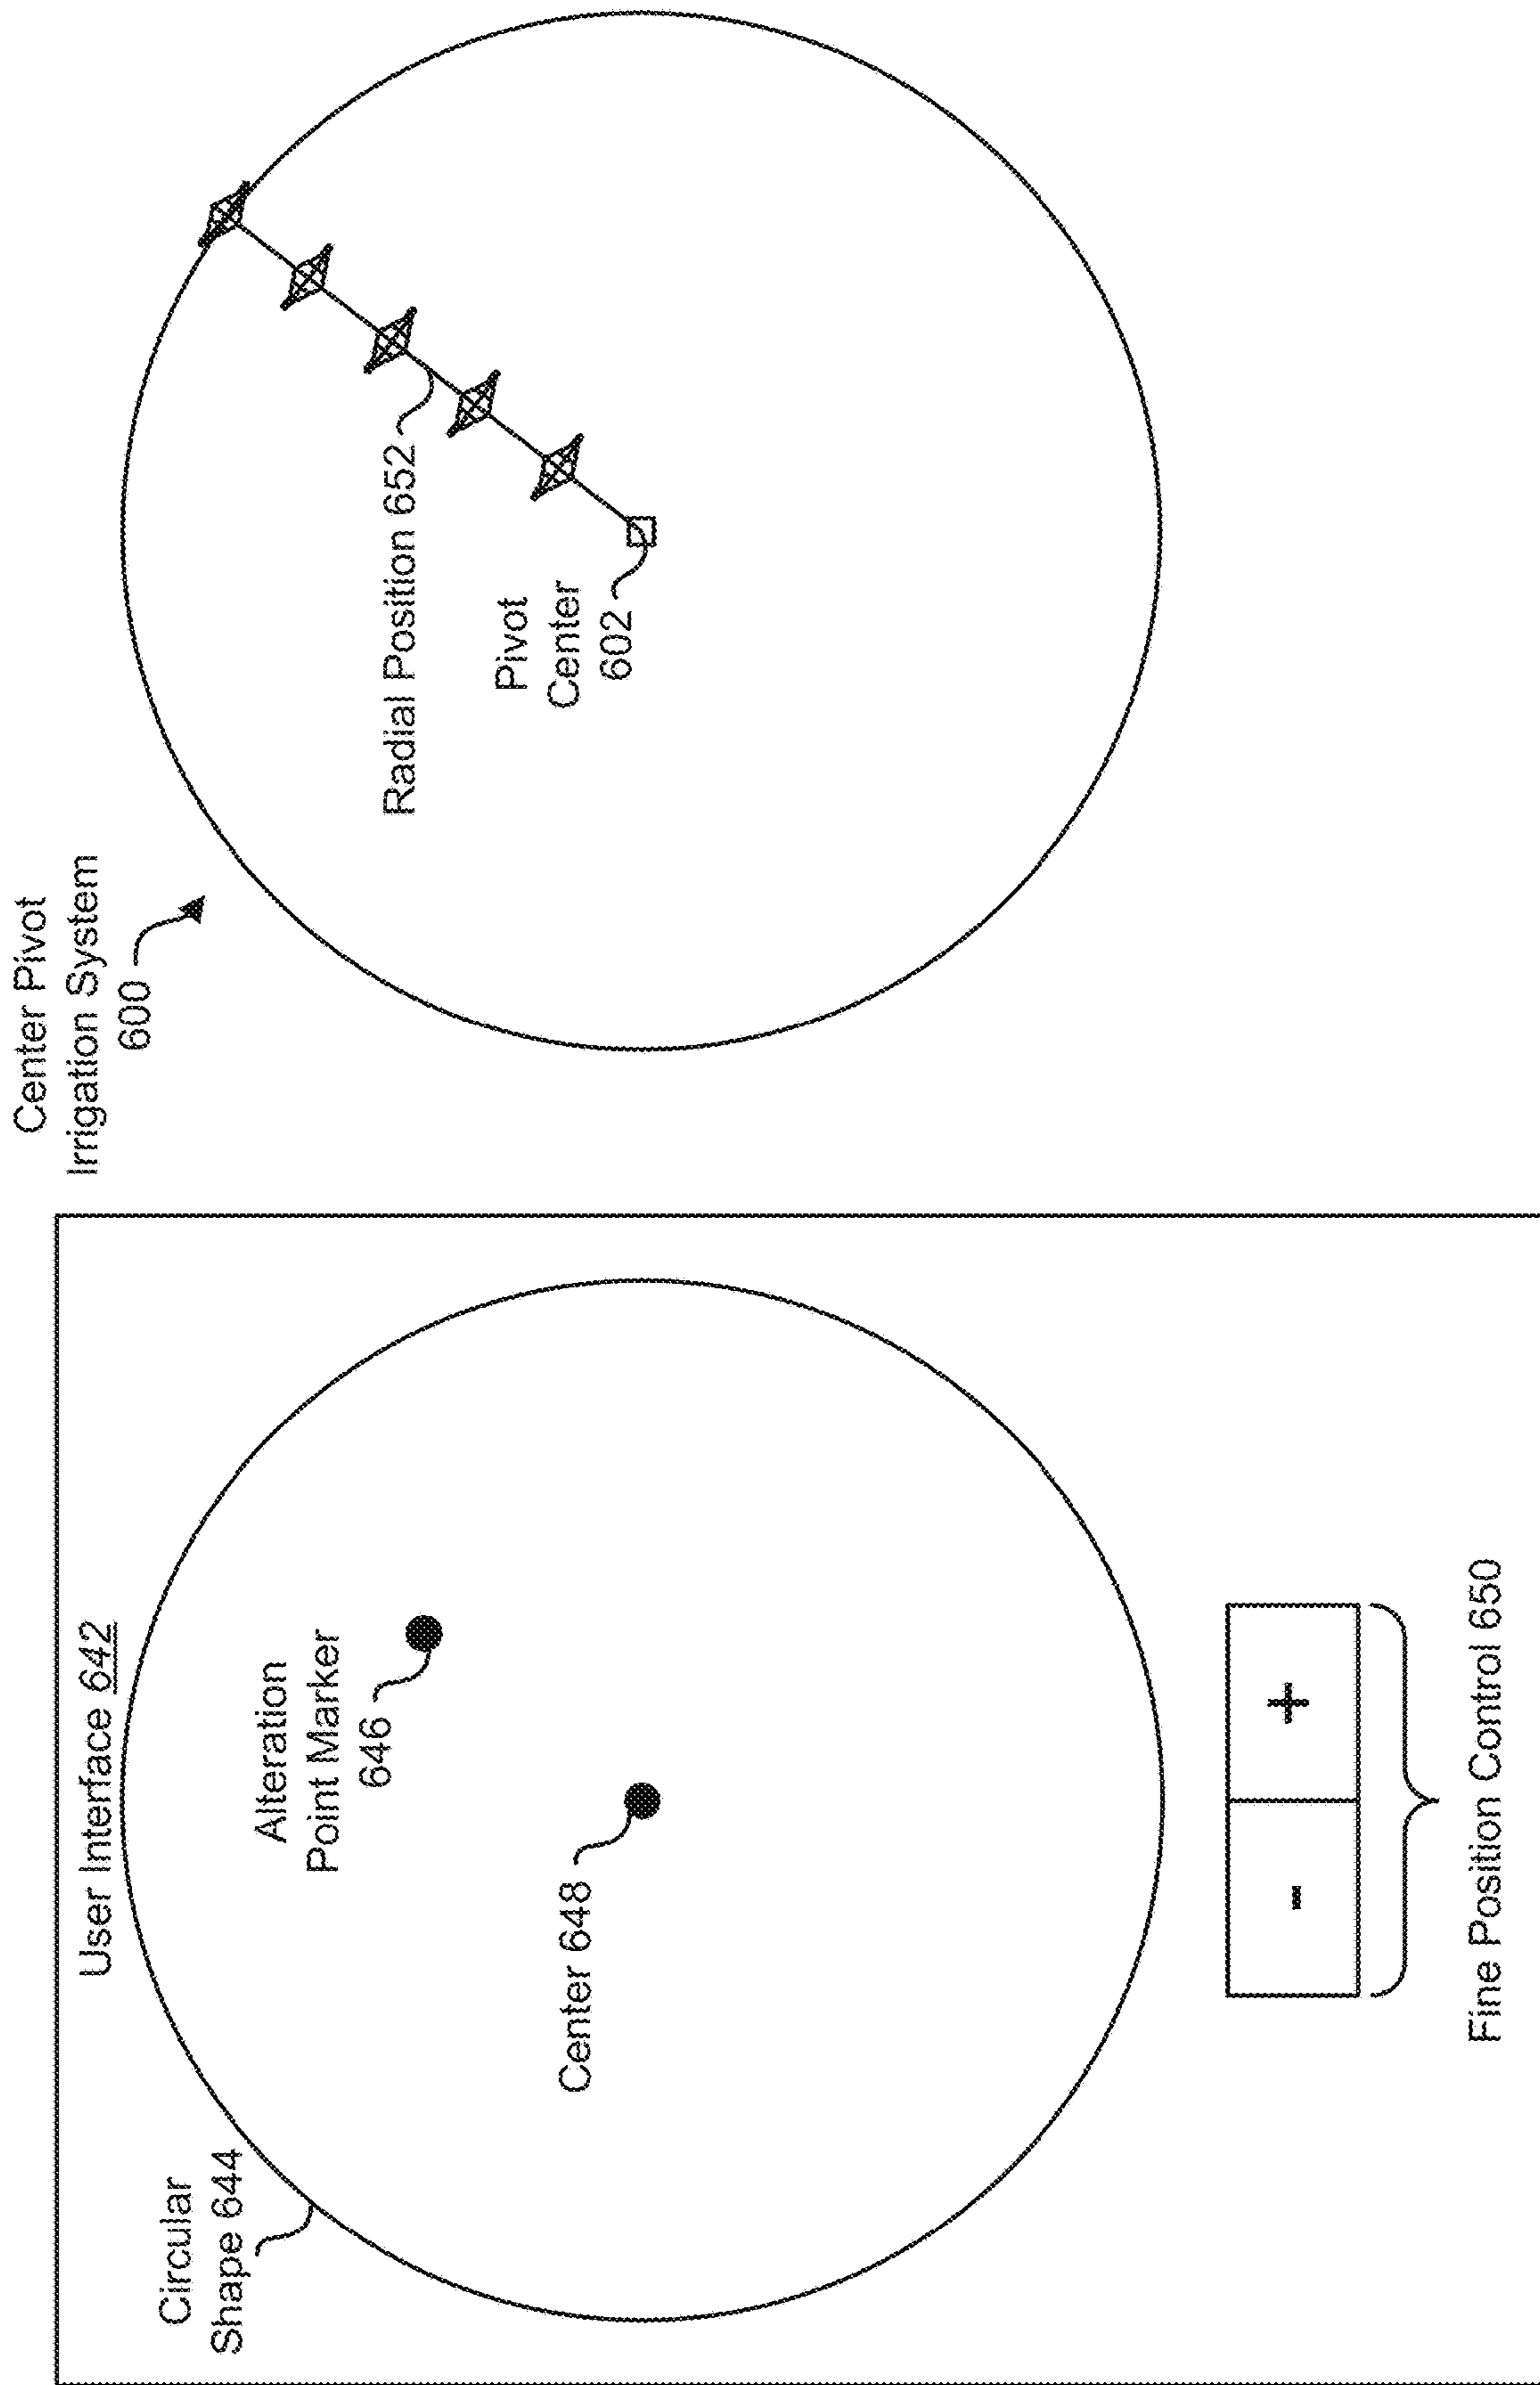 User Interface 642
Circular
Shape 644
Alteration
Point Marker
646
Center 648
-
+
Fine Position Control 650
Center Pivot
Irrigation System
600
Radial Position 652
Pivot
Center
602